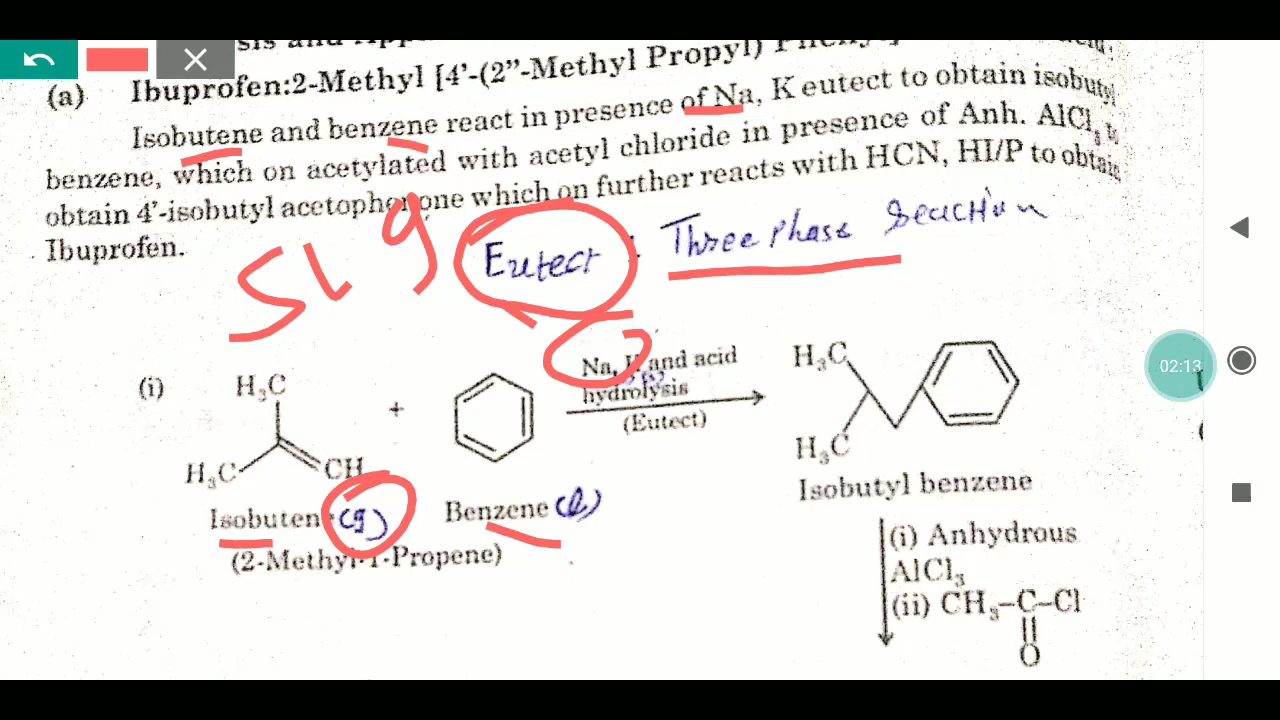 (a) Ibuprofen:2-Methyl [4'-(2"-Methyl Propyl)
Isobutene and benzene react in presence of Na, K eutect to obtain isobutyl
benzene, which on acetylated with acetyl chloride in presence of Anh. AlCl3 to
obtain 4'-isobutyl acetophenone which on further reacts with HCN, HI/P to obtain
Ibuprofen.
S L g
Eutect : Three phase reaction
(i)
H3C
H3C
CH
+
Na, K and acid
hydrolysis
(Eutect)
H3C
H3C
Isobuten (g)
(2-Methyl-1-Propene)
Benzene (l)
Isobutyl benzene
(i) Anhydrous
AlCl3
(ii) CH3–C–Cl
O
02:13